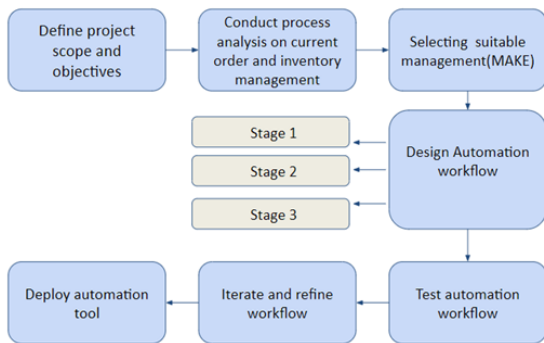 Define project
scope and
objectives
Conduct process
analysis on current
order and inventory
management
Selecting  suitable
management(MAKE)
Stage 1
Stage 2
Stage 3
Design Automation
workflow
Deploy automation
tool
Iterate and refine
workflow
Test automation
workflow